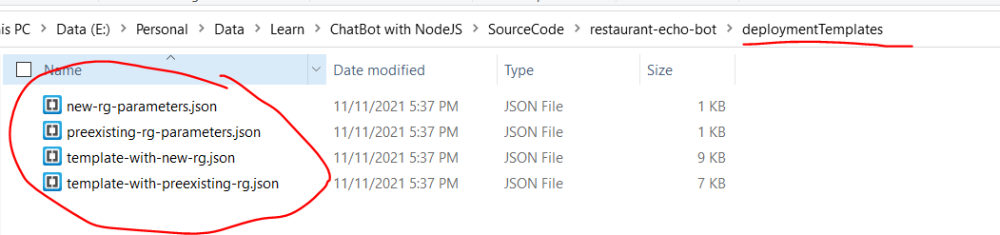 his PC > Data (E:) > Personal > Data > Learn > ChatBot with NodeJS > SourceCode > restaurant-echo-bot > deploymentTemplates
Name Date modified Type Size
new-rg-parameters.json 11/11/2021 5:37 PM JSON File 1 KB
preexisting-rg-parameters.json 11/11/2021 5:37 PM JSON File 1 KB
template-with-new-rg.json 11/11/2021 5:37 PM JSON File 9 KB
template-with-preexisting-rg.json 11/11/2021 5:37 PM JSON File 7 KB